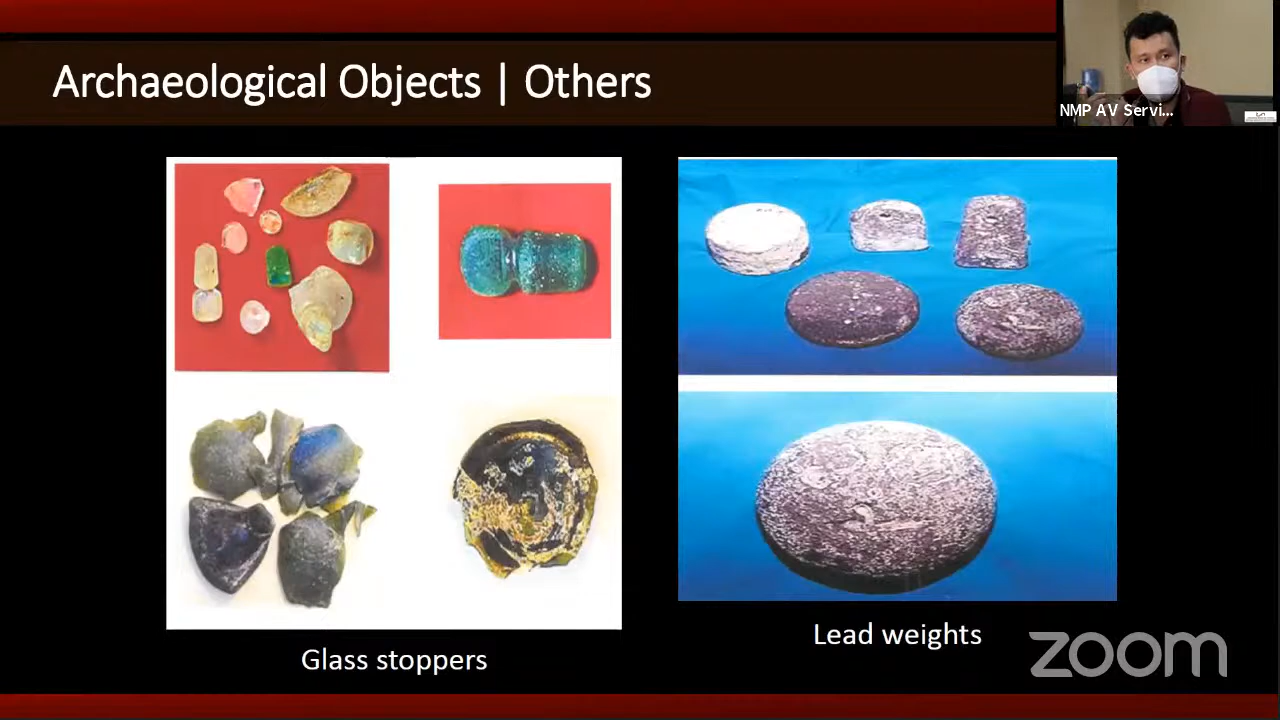 Archaeological Objects | Others
NMP AV Servi...
Glass stoppers
Lead weights
zoom